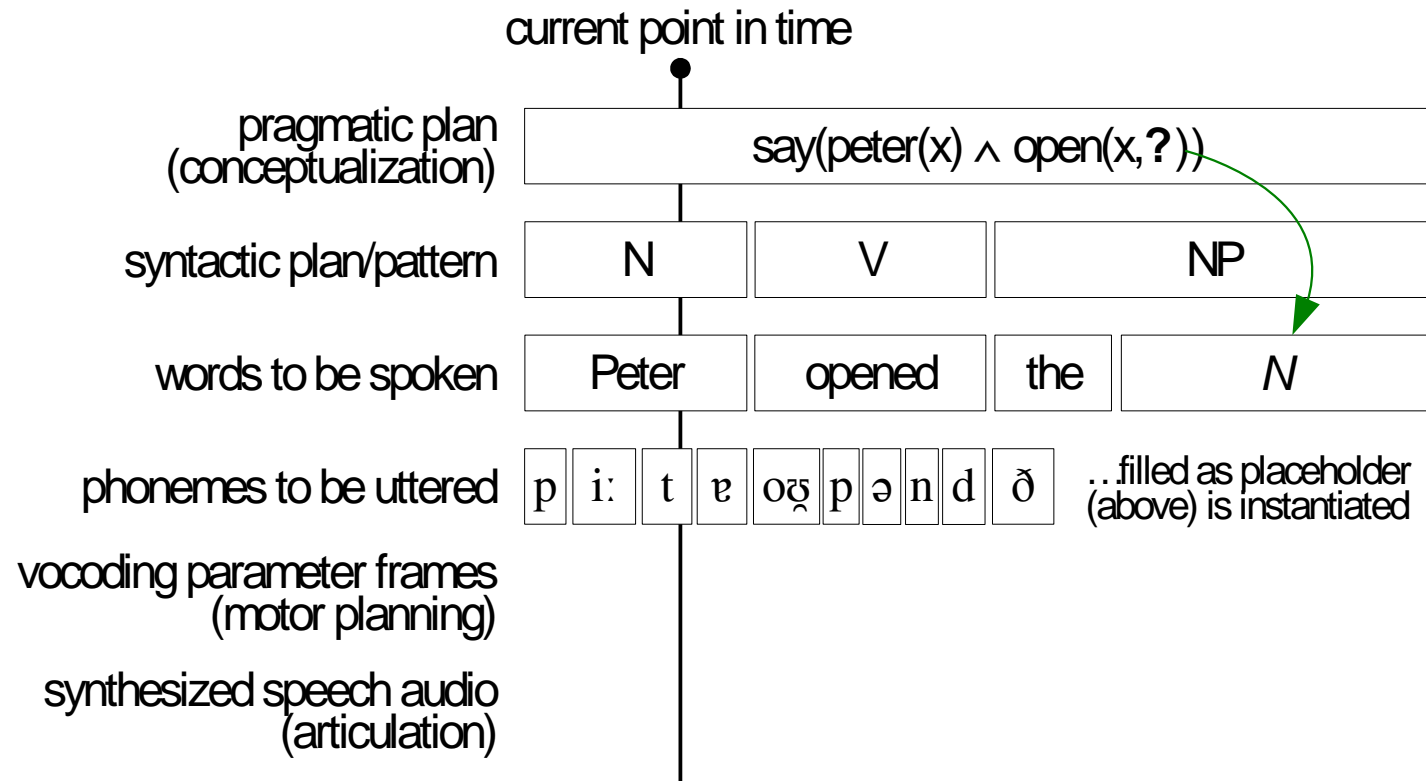 current point in time
pragmatic plan
(conceptualization)
say(peter(x) ∧ open(x,?))
syntactic plan/pattern N V NP
words to be spoken Peter opened the N
phonemes to be uttered p iː t ɐ oʊ̯ p ə n d ð
…filled as placeholder
(above) is instantiated
vocoding parameter frames
(motor planning)
synthesized speech audio
(articulation)